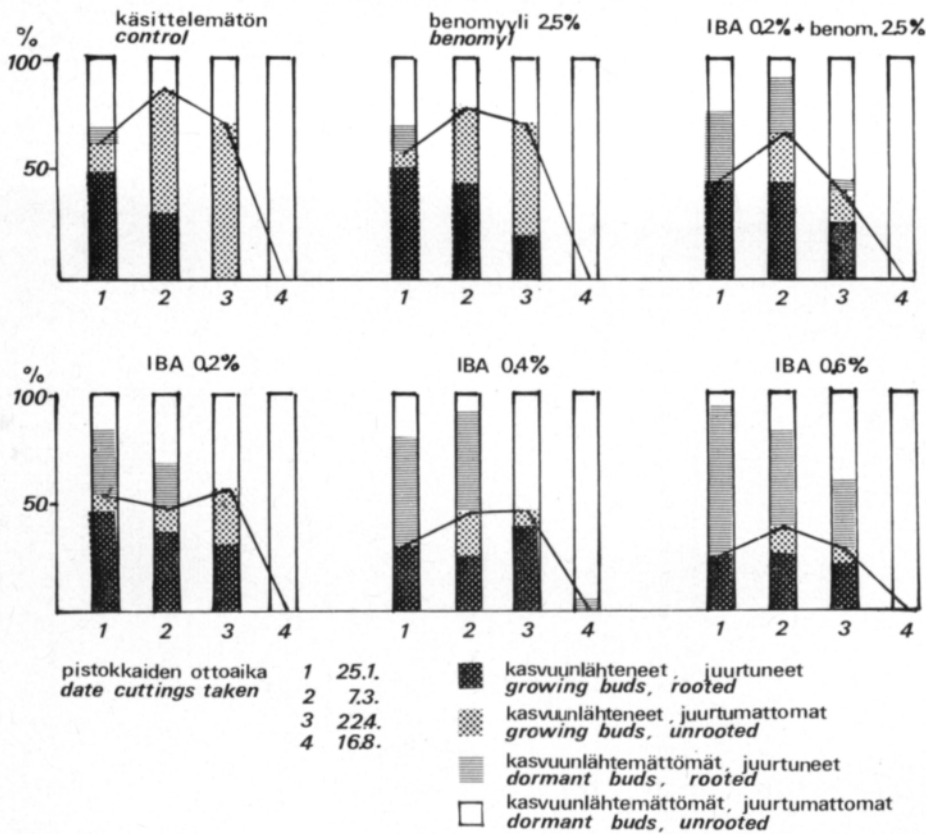 käsittelemätön
control
benomyyli 2,5%
benomyl
IBA 0,2% + benom. 2,5%
%
100
50
1 2 3 4
1 2 3 4
1 2 3 4
IBA 0,2%
IBA 0,4%
IBA 0,6%
%
100
50
1 2 3 4
1 2 3 4
1 2 3 4
pistokkaiden ottoaika
date cuttings taken
1 25.1.
2 7.3.
3 22.4.
4 16.8.
kasvuunlähteneet, juurtuneet
growing buds, rooted
kasvuunlähteneet, juurtumattomat
growing buds, unrooted
kasvuunlähtemättömät, juurtuneet
dormant buds, rooted
kasvuunlähtemättömät, juurtumattomat
dormant buds, unrooted